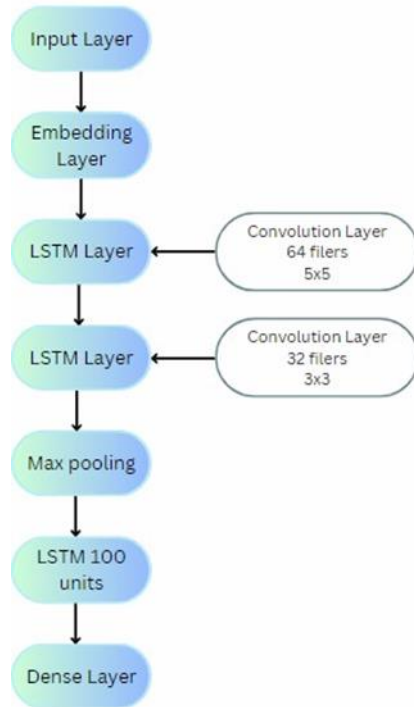 Input Layer
Embedding
Layer
LSTM Layer
Convolution Layer
64 filers
5x5
LSTM Layer
Convolution Layer
32 filers
3x3
Max pooling
LSTM 100
units
Dense Layer